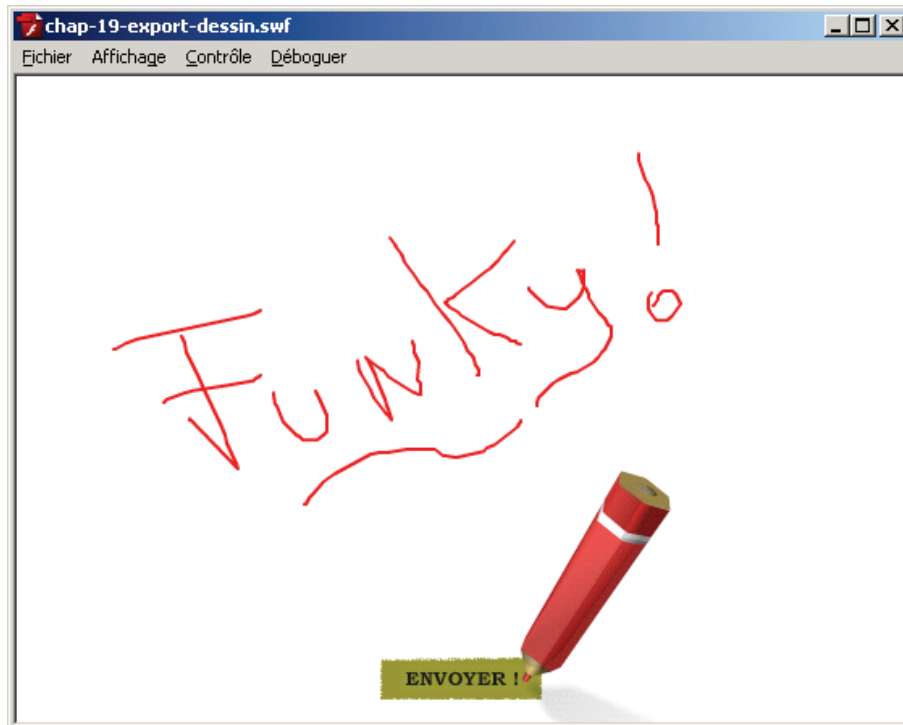 chap-19-export-dessin.swf
Fichier Affichage Contrôle Déboguer
Funky!
ENVOYER !